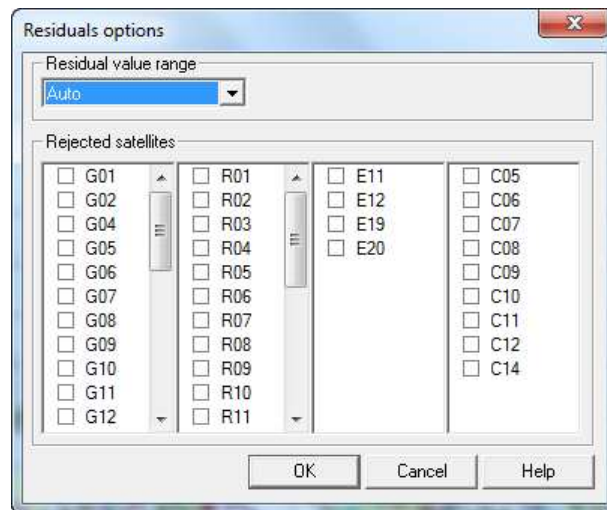 Residuals options
Residual value range
Auto
Rejected satellites
G01
G02
G04
G05
G06
G07
G08
G09
G10
G11
G12
R01
R02
R03
R04
R05
R06
R07
R08
R09
R10
R11
E11
E12
E19
E20
C05
C06
C07
C08
C09
C10
C11
C12
C14
OK
Cancel
Help